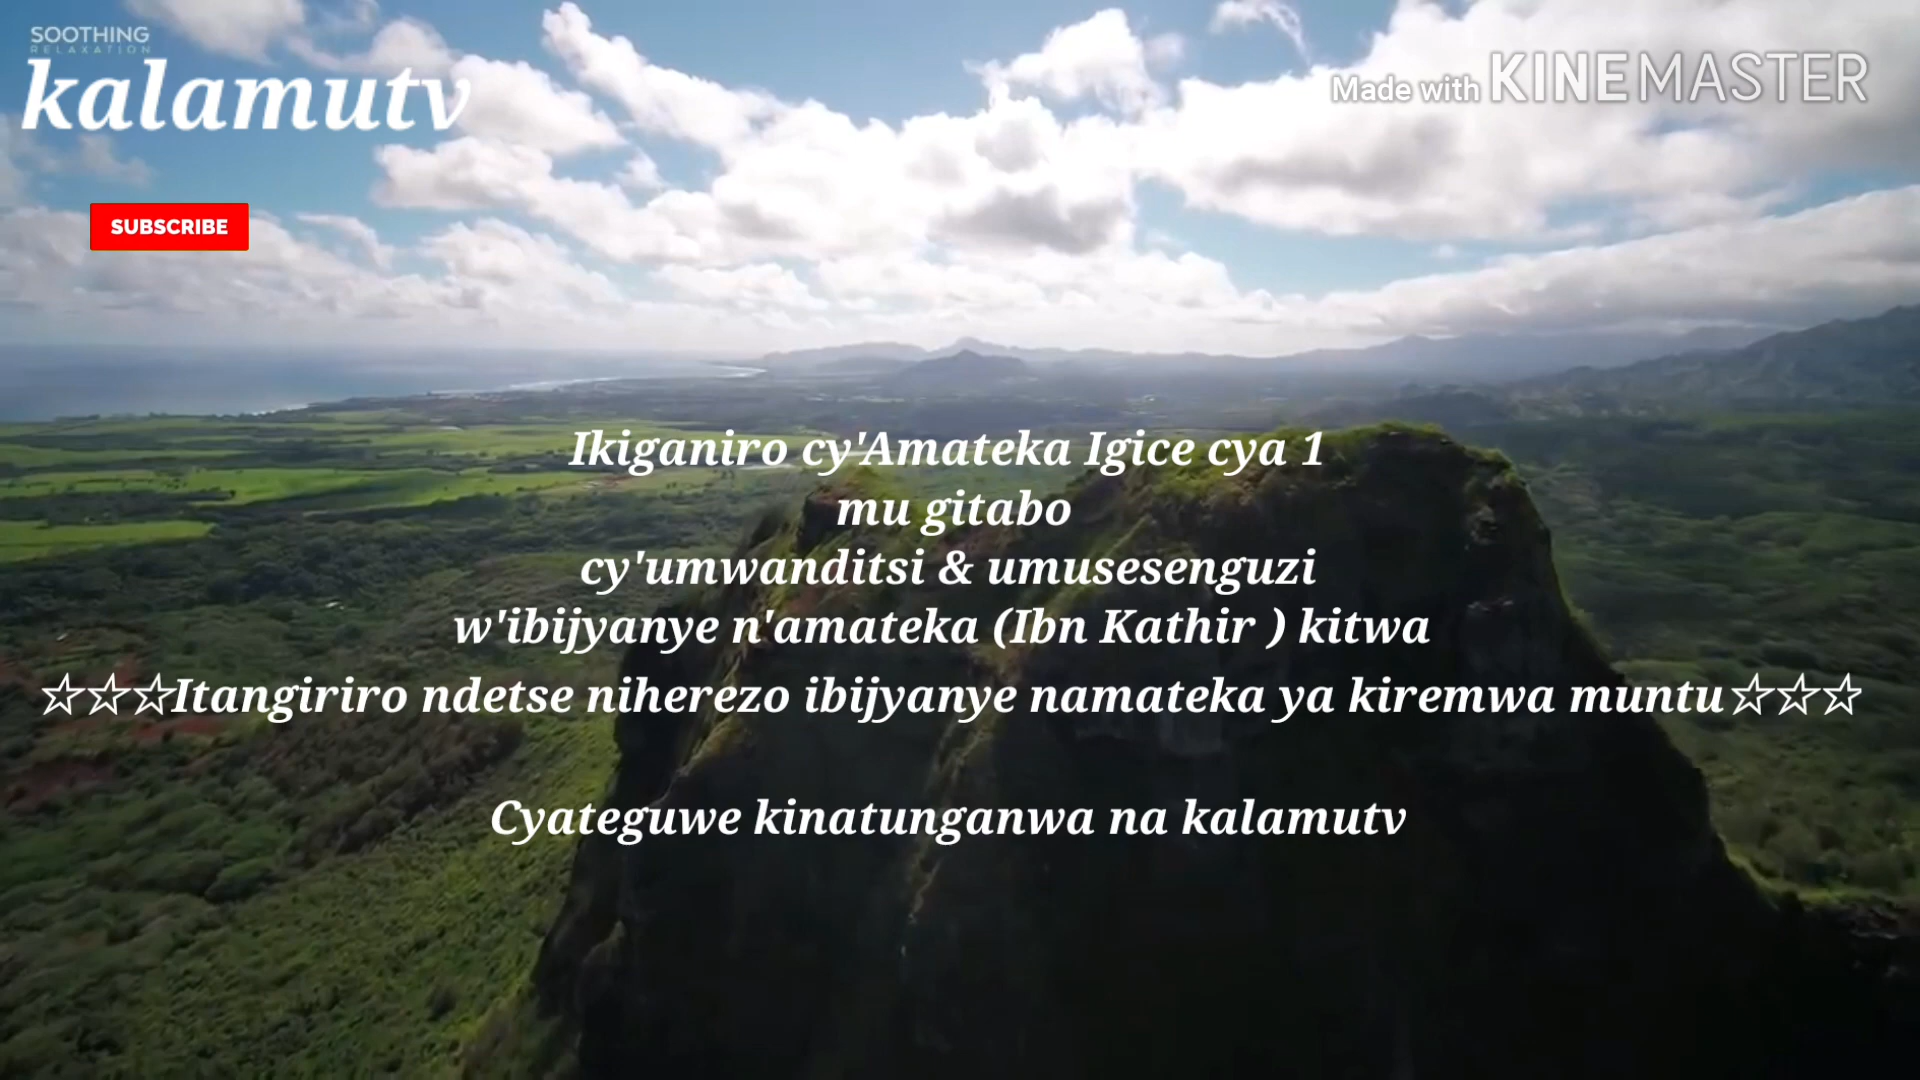 SOOTHING
RELAXATION
kalamutv
Made with KINEMASTER
SUBSCRIBE
Ikiganiro cy'Amateka Igice cya 1
mu gitabo
cy'umwanditsi & umusesenguzi
w'ibijyanye n'amateka (Ibn Kathir ) kitwa
☆☆☆Itangiriro ndetse niherezo ibijyanye namateka ya kiremwa muntu☆☆☆
Cyateguwe kinatunganwa na kalamutv